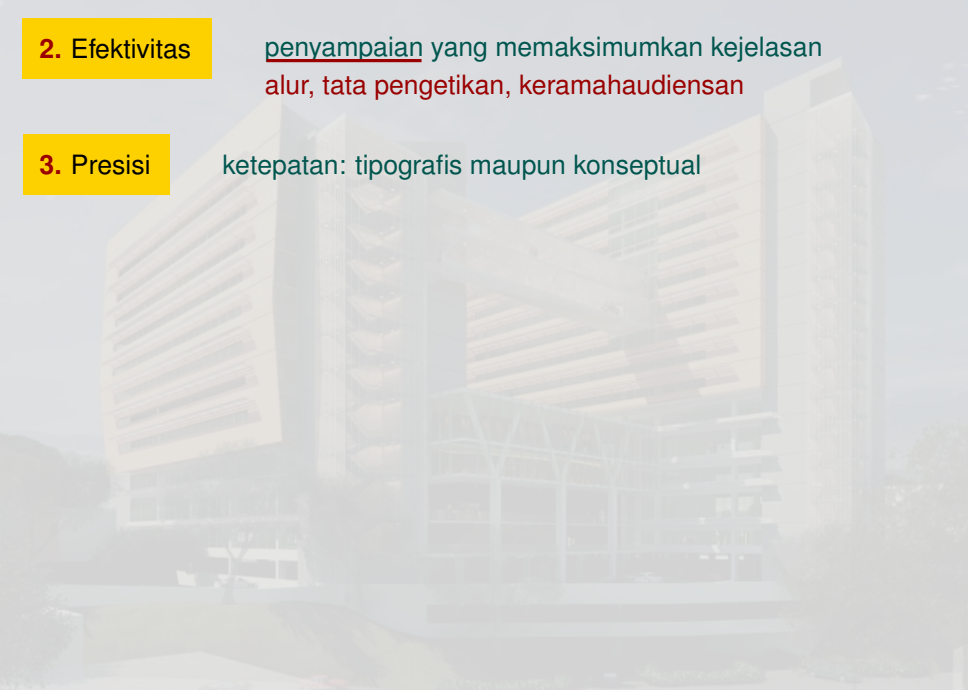 2. Efektivitas penyampaian yang memaksimumkan kejelasan
alur, tata pengetikan, keramahaudiensan
3. Presisi ketepatan: tipografis maupun konseptual